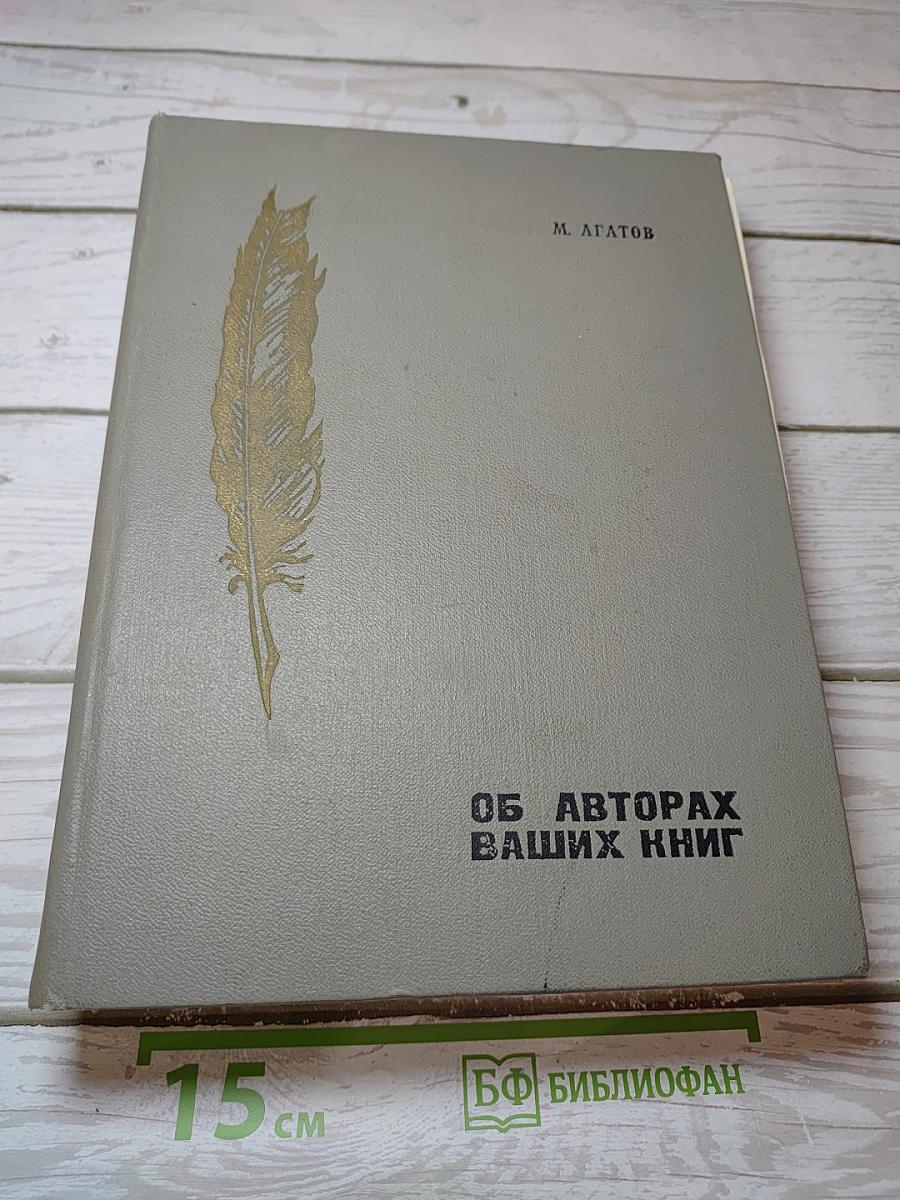 М. АГАТОВ
ОБ АВТОРАХ
ВАШИХ КНИГ
15 см
БФ БИБЛИОФАН